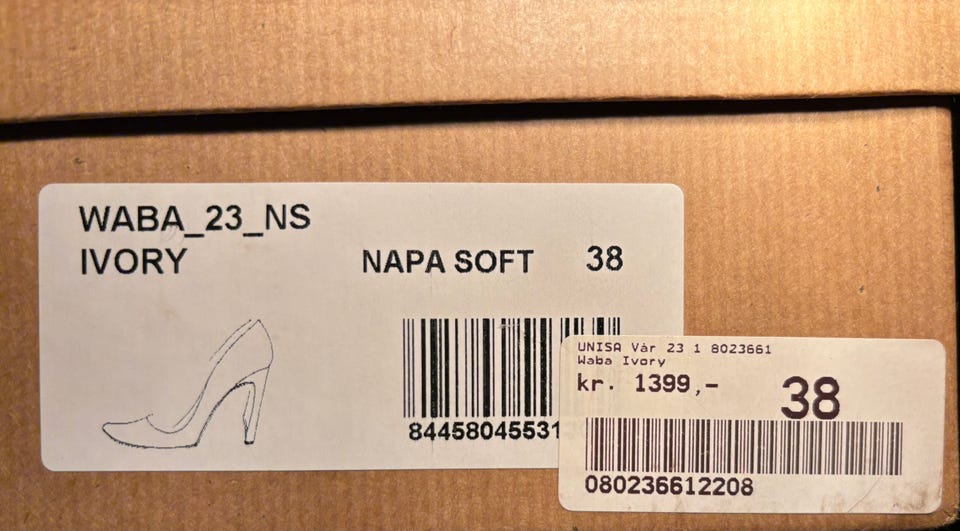 WABA_23_NS
IVORY NAPA SOFT 38
84458045531
UNISA Vår 23 1 8023661
Waba Ivory
kr. 1399,- 38
080236612208